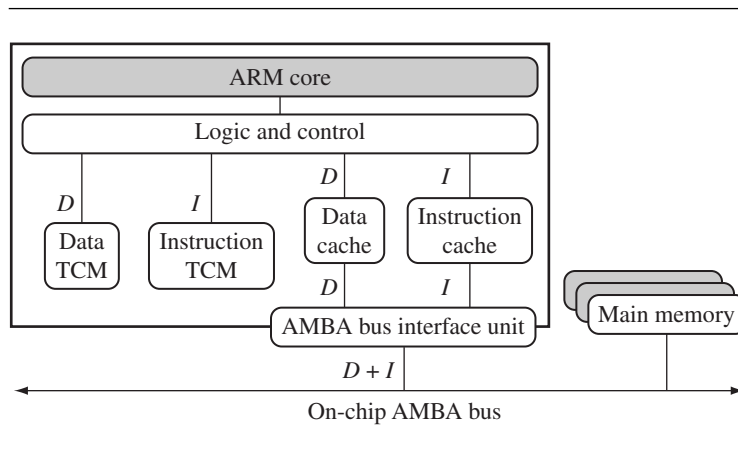 ARM core
Logic and control
D
I
D
I
Data
TCM
Instruction
TCM
Data
cache
Instruction
cache
D
I
AMBA bus interface unit
Main memory
D + I
On-chip AMBA bus